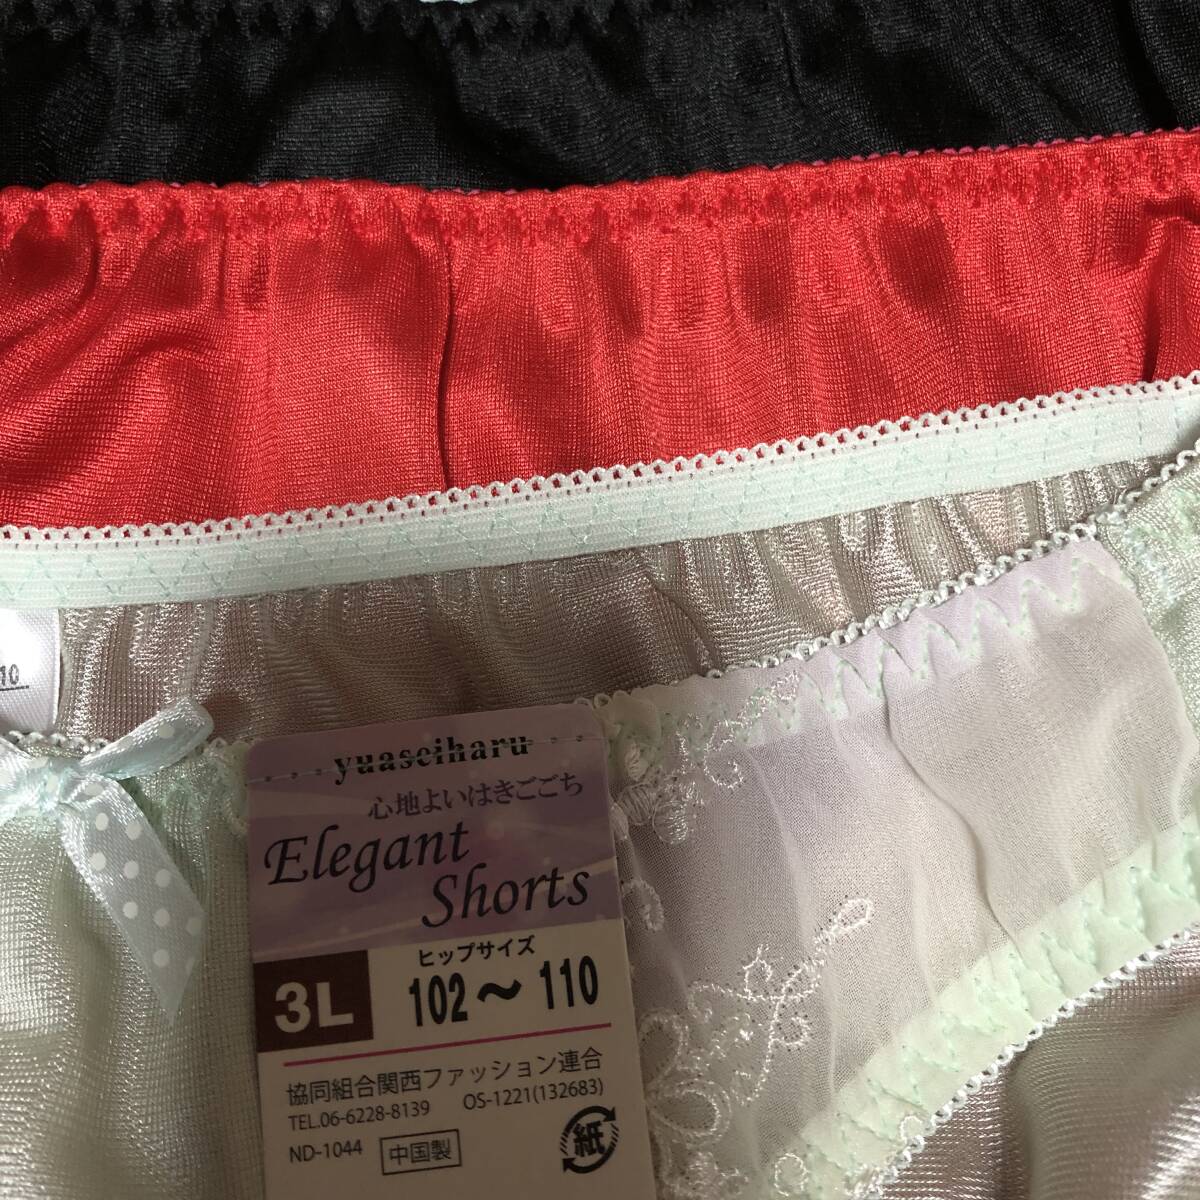 10
yuaseiharu
心地よいはきごごち
Elegant
Shorts
ヒップサイズ
3L 102～110
協同組合関西ファッション連合
TEL.06-6228-8139 OS-1221(132683)
ND-1044 中国製 紙